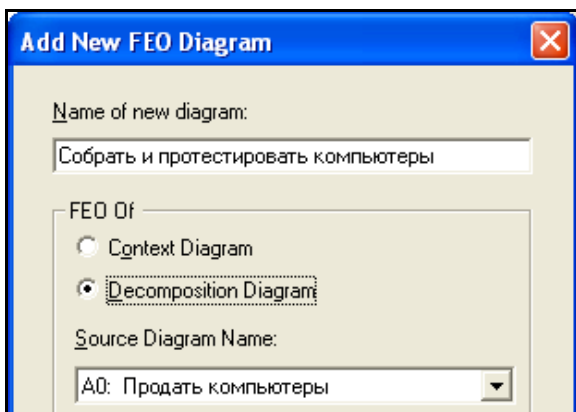 Add New FEO Diagram
Name of new diagram:
Собрать и протестировать компьютеры
FEO Of
Context Diagram
Decomposition Diagram
Source Diagram Name:
A0: Продать компьютеры